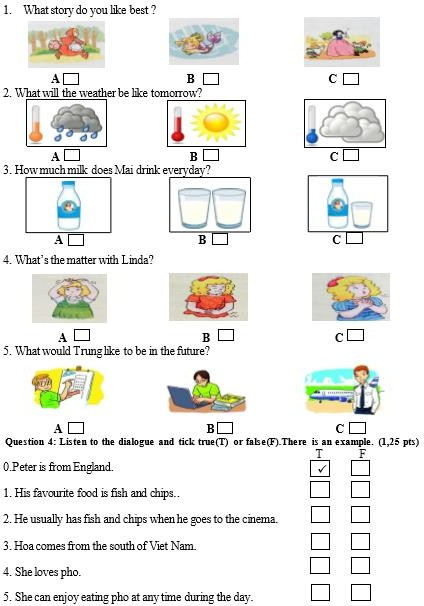 1. What story do you like best ?
A B C
2. What will the weather be like tomorrow?
A B C
3. How much milk does Mai drink everyday?
A B C
4. What's the matter with Linda?
A B C
5. What would Trung like to be in the future?
A B C
Question 4: Listen to the dialogue and tick true(T) or false(F).There is an example. (1,25 pts)
T F
0.Peter is from England. ✓
1. His favourite food is fish and chips..
2. He usually has fish and chips when he goes to the cinema.
3. Hoa comes from the south of Viet Nam.
4. She loves pho.
5. She can enjoy eating pho at any time during the day.